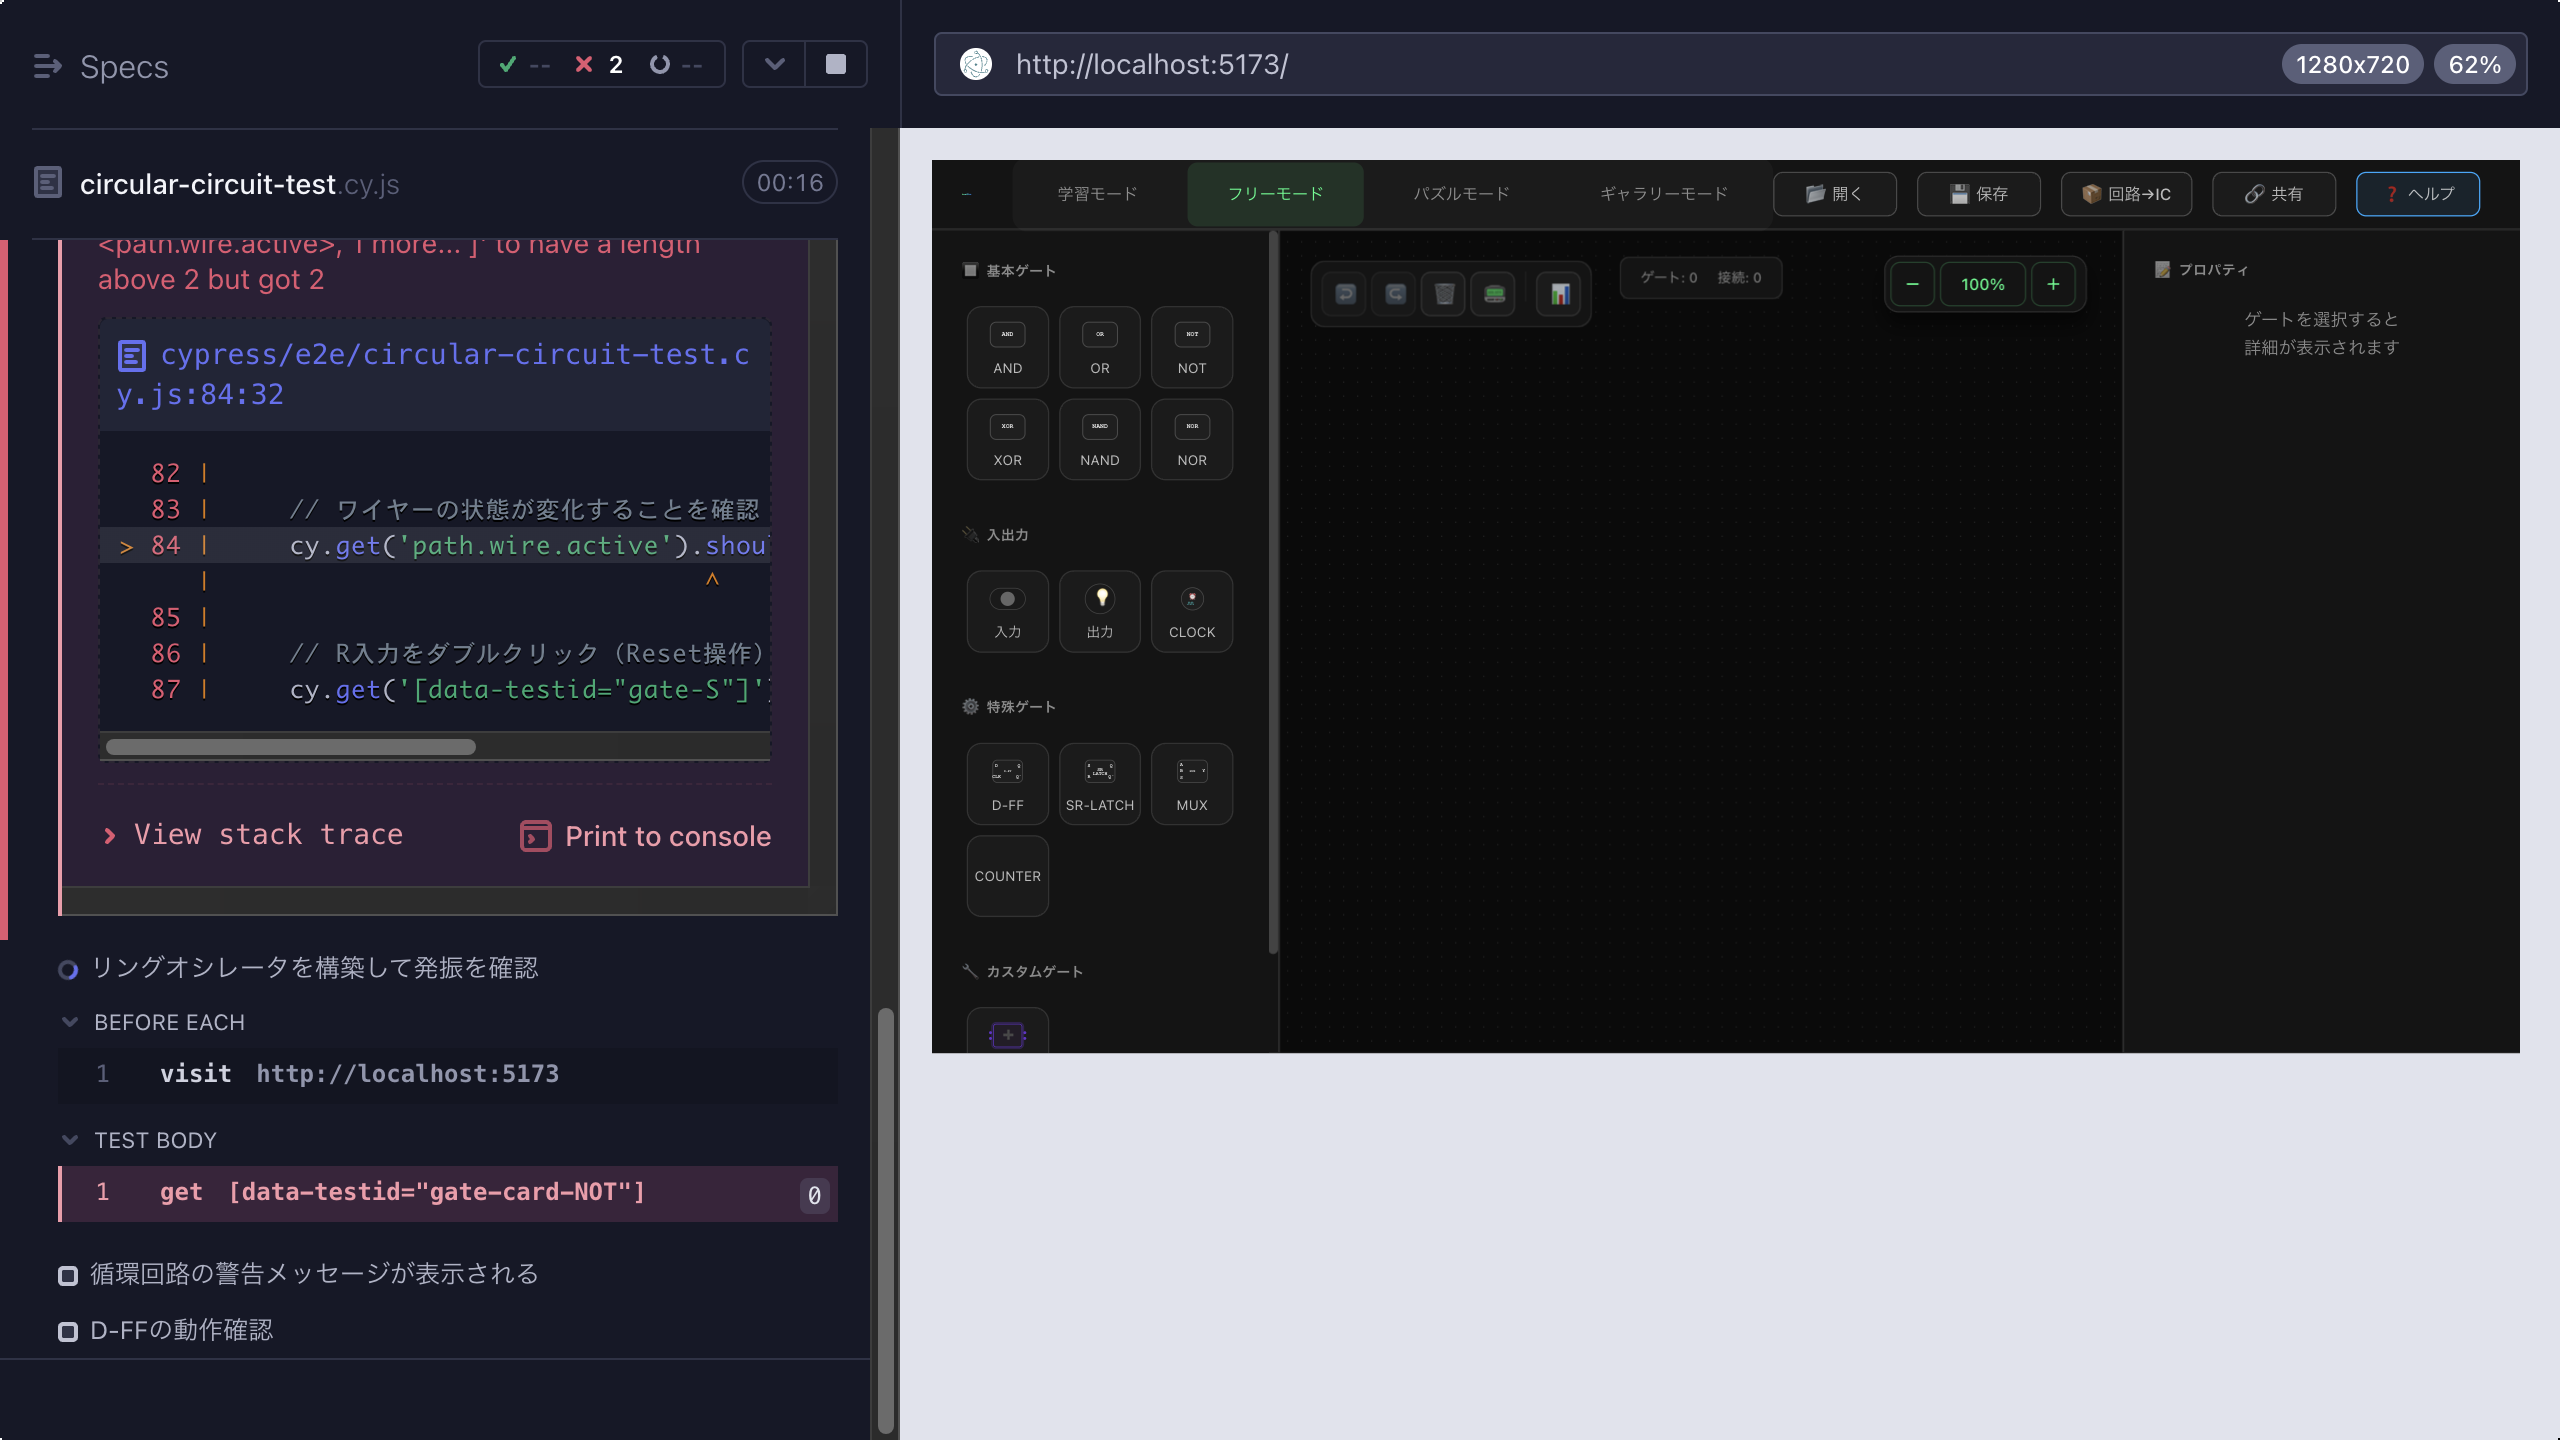 Specs
-- 2 --
circular-circuit-test.cy.js
00:16
<path.wire.active>, 1 more... ]' to have a length
above 2 but got 2
cypress/e2e/circular-circuit-test.c
y.js:84:32
82 |
83 | // ワイヤーの状態が変化することを確認
> 84 | cy.get('path.wire.active').shoul
| ^
85 |
86 | // R入力をダブルクリック（Reset操作）
87 | cy.get('[data-testid="gate-S"]')
View stack trace
Print to console
リングオシレータを構築して発振を確認
BEFORE EACH
1 visit http://localhost:5173
TEST BODY
1 get [data-testid="gate-card-NOT"] 0
循環回路の警告メッセージが表示される
D-FFの動作確認
http://localhost:5173/
1280x720
62%
学習モード
フリーモード
パズルモード
ギャラリーモード
開く
保存
回路→IC
共有
❓ ヘルプ
基本ゲート
AND
AND
OR
OR
NOT
NOT
XOR
XOR
NAND
NAND
NOR
NOR
入出力
入力
出力
CLOCK
特殊ゲート
D-FF
SR-LATCH
MUX
COUNTER
カスタムゲート
+
ゲート: 0 接続: 0
− 100% +
プロパティ
ゲートを選択すると
詳細が表示されます